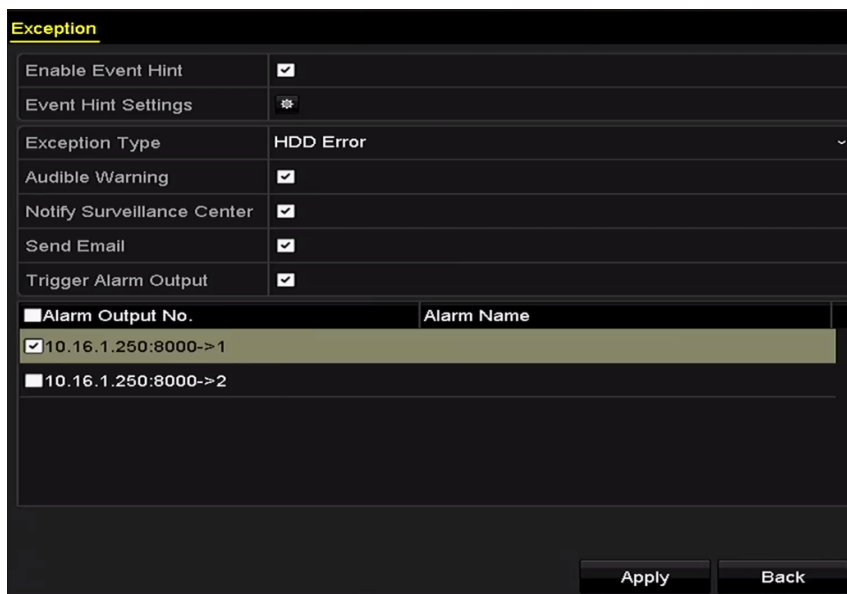 Exception
Enable Event Hint
Event Hint Settings
Exception Type HDD Error
Audible Warning
Notify Surveillance Center
Send Email
Trigger Alarm Output
Alarm Output No. Alarm Name
10.16.1.250:8000->1
10.16.1.250:8000->2
Apply Back